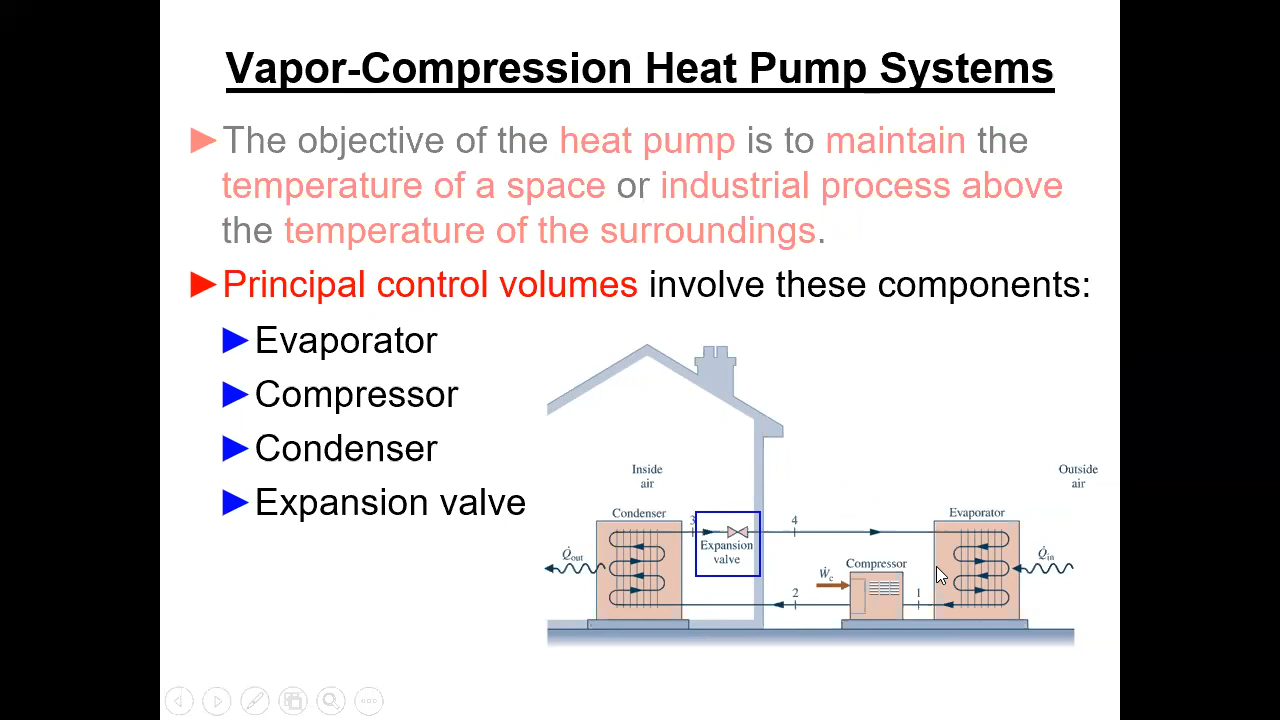 Vapor-Compression Heat Pump Systems
►The objective of the heat pump is to maintain the
temperature of a space or industrial process above
the temperature of the surroundings.
►Principal control volumes involve these components:
►Evaporator
►Compressor
►Condenser
►Expansion valve
Inside
air
Outside
air
Condenser
3
Expansion
valve
4
Evaporator
Q̇out
Q̇in
Compressor
Ẇc
2
1